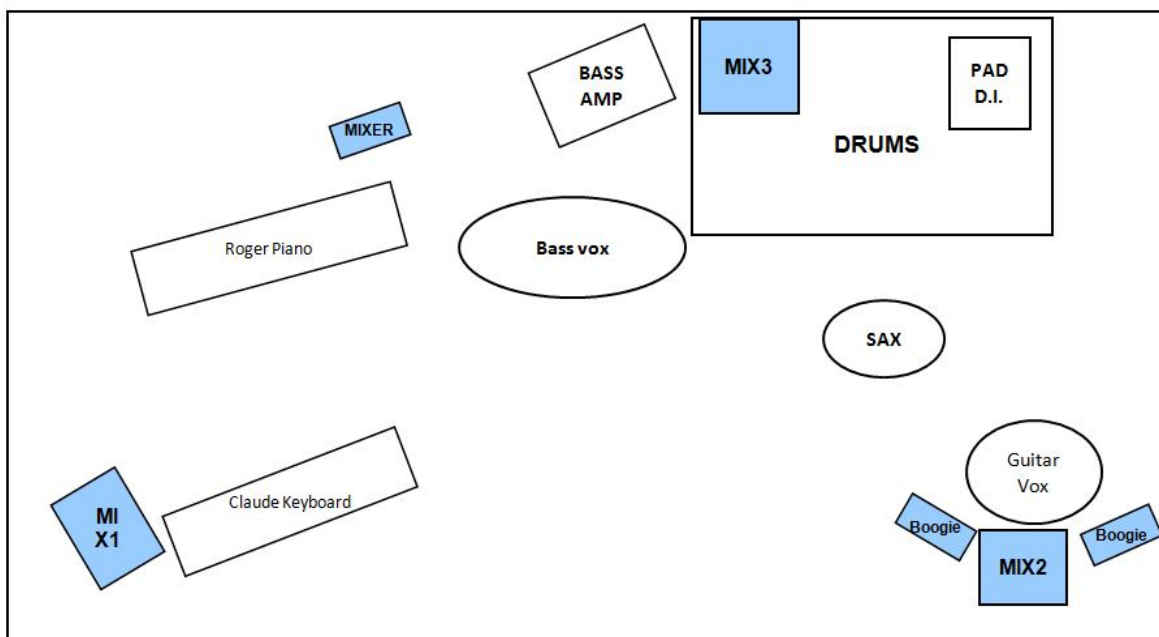 MIX3
BASS
AMP
PAD
D.I.
MIXER
DRUMS
Roger Piano
Bass vox
SAX
Guitar
Vox
Claude Keyboard
MI
X1
Boogie
Boogie
MIX2